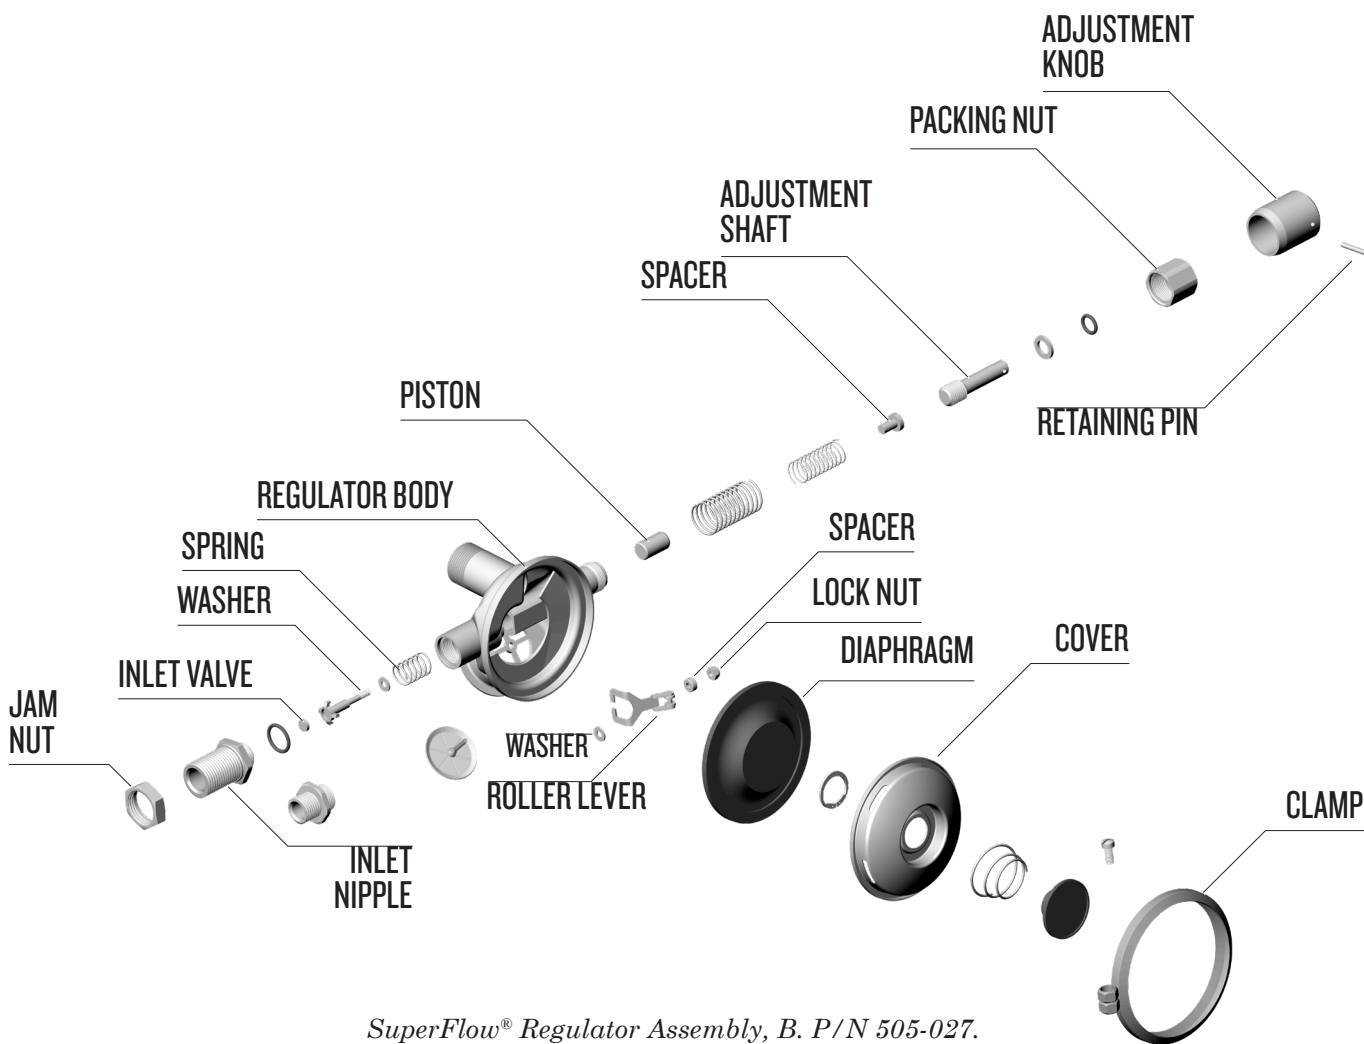 ADJUSTMENT
KNOB
PACKING NUT
ADJUSTMENT
SHAFT
SPACER
RETAINING PIN
PISTON
REGULATOR BODY
SPRING
WASHER
INLET VALVE
JAM
NUT
SPACER
LOCK NUT
DIAPHRAGM
COVER
WASHER
ROLLER LEVER
INLET
NIPPLE
CLAMP
SuperFlow® Regulator Assembly, B. P/N 505-027.